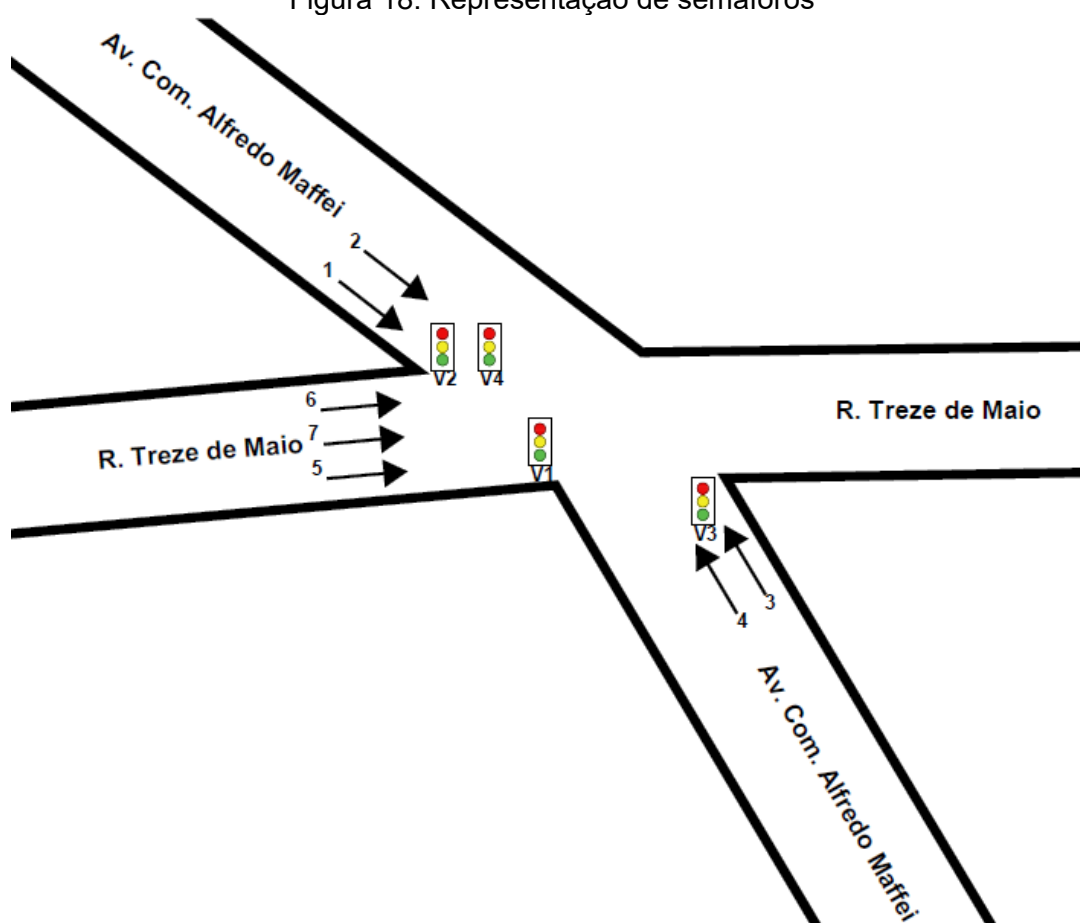 Figura 18: Representação de semáforos
Av. Com. Alfredo Maffei
2
1
V2
V4
6
R. Treze de Maio
7
R. Treze de Maio
5
V1
V3
3
4
Av. Com. Alfredo Maffei